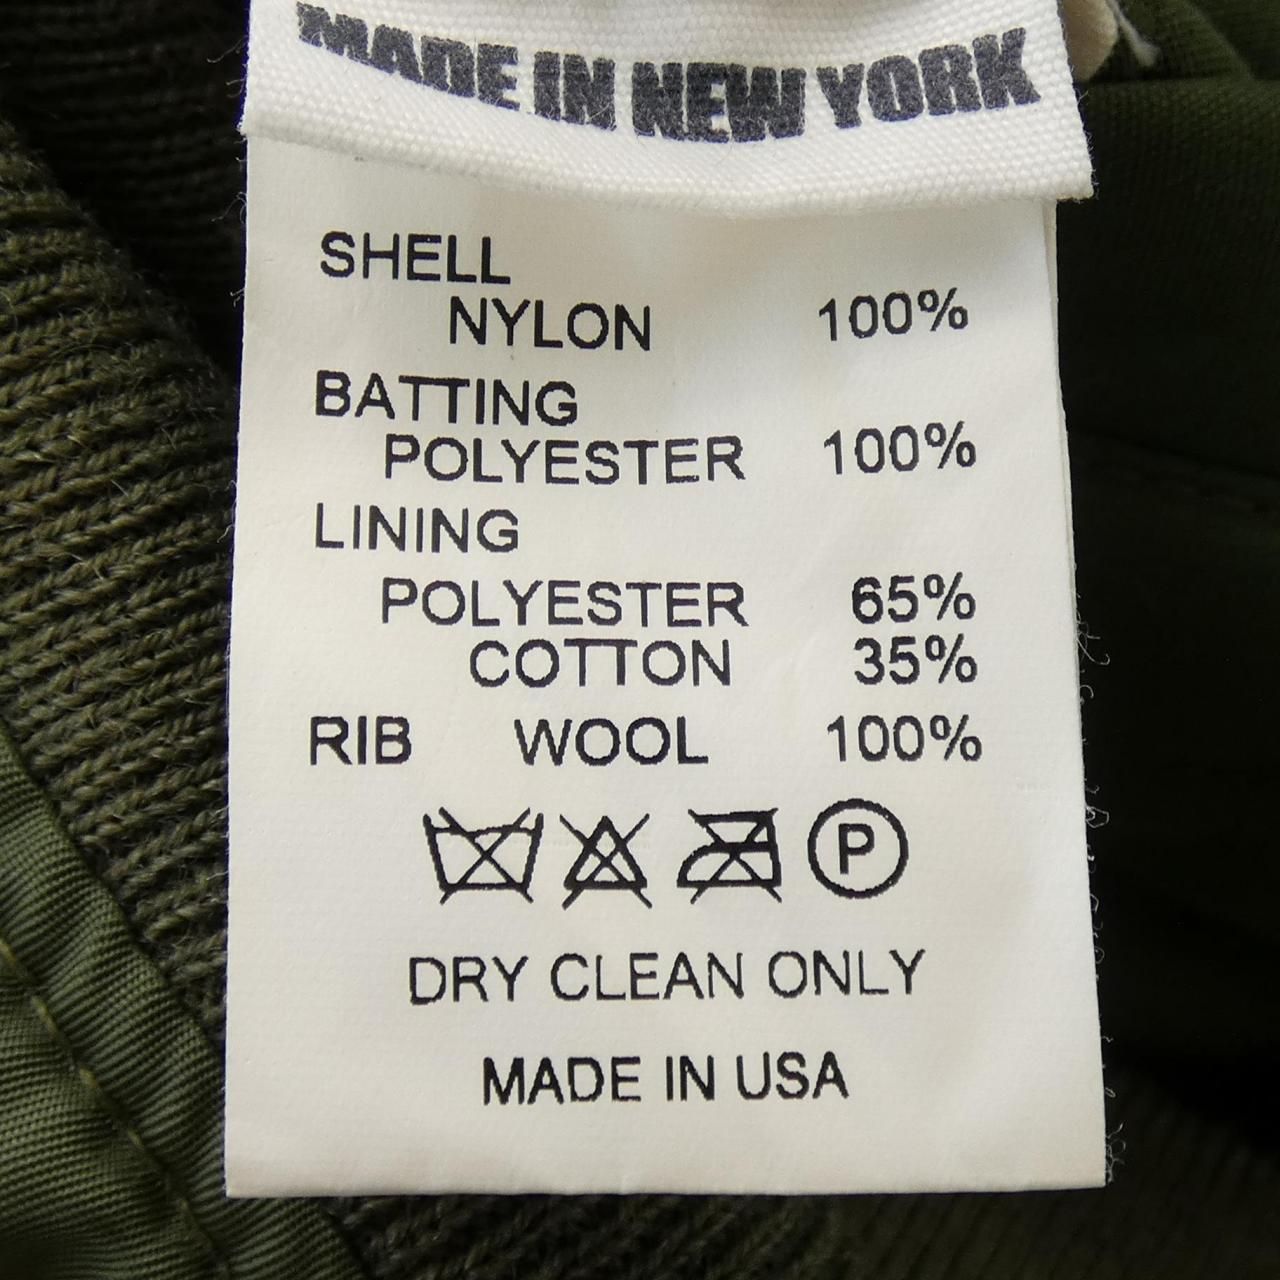 MADE IN NEW YORK
SHELL
NYLON 100%
BATTING
POLYESTER 100%
LINING
POLYESTER 65%
COTTON 35%
RIB WOOL 100%
P
DRY CLEAN ONLY
MADE IN USA